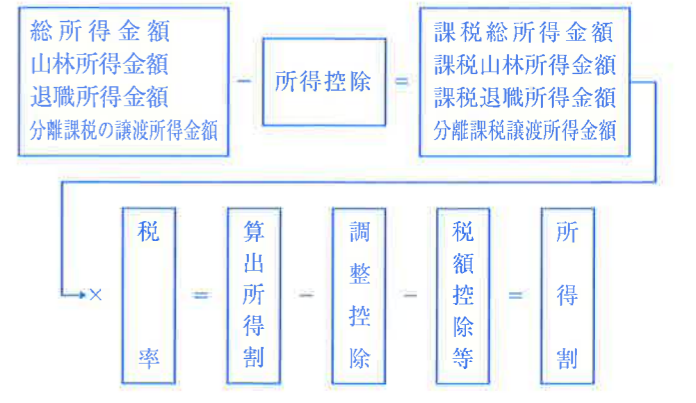 総所得金額
山林所得金額
退職所得金額
分離課税の譲渡所得金額
－
所得控除
＝
課税総所得金額
課税山林所得金額
課税退職所得金額
分離課税譲渡所得金額
×
税率
＝
算出所得割
－
調整控除
－
税額控除等
＝
所得割